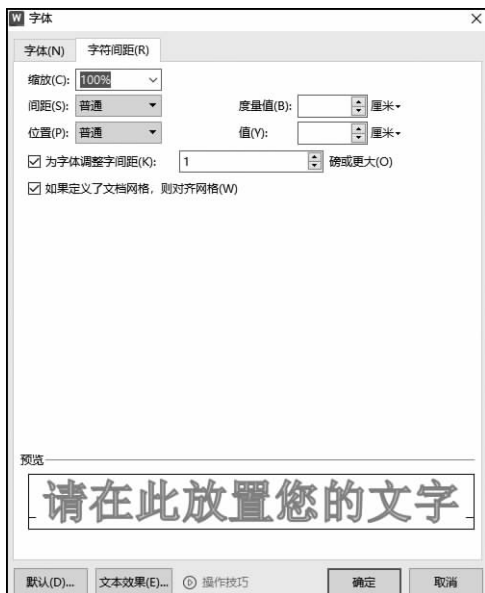 W 字体
字体(N) 字符间距(R)
缩放(C): 100%
间距(S): 普通 度量值(B): 厘米
位置(P): 普通 值(Y): 厘米
为字体调整字间距(K): 1 磅或更大(O)
如果定义了文档网格，则对齐网格(W)
预览
请在此放置您的文字
默认(D)... 文本效果(E)... 操作技巧 确定 取消